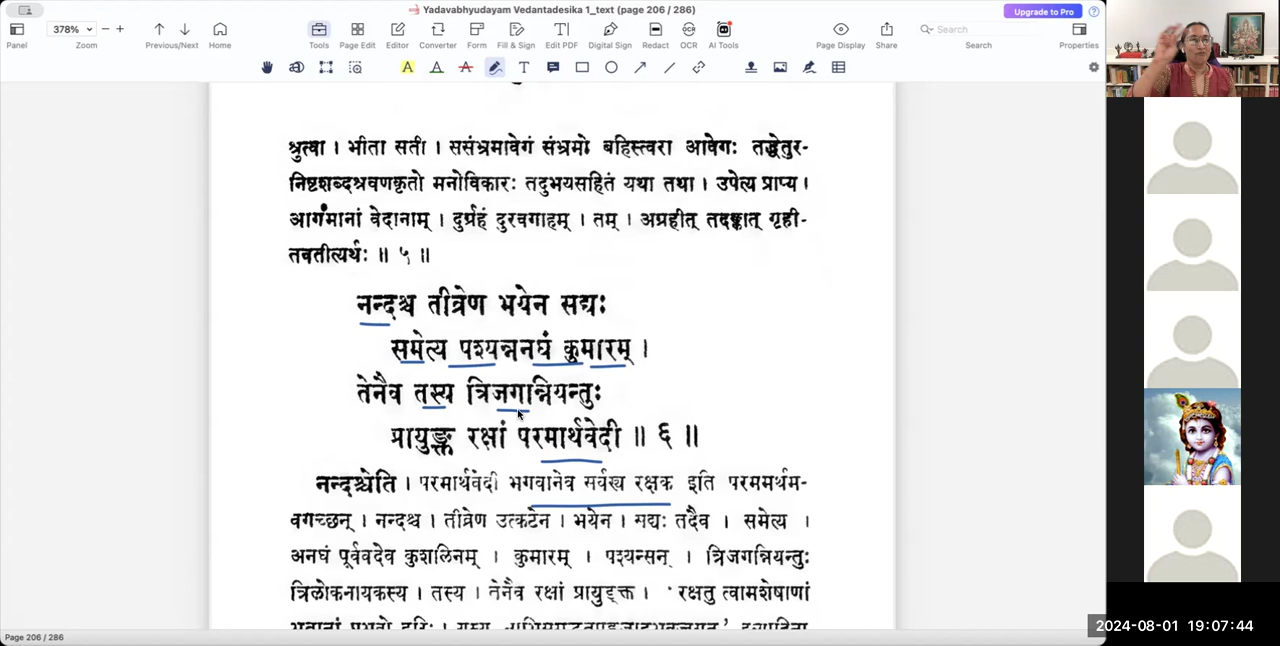 Yadavabhyudayam Vedantadesika 1_text (page 206 / 286)
Upgrade to Pro
378%
Panel Zoom Previous/Next Home Tools Page Edit Editor Converter Form Fill & Sign Edit PDF Digital Sign Redact OCR AI Tools Page Display Share Search Properties
Search
श्रुत्वा । भीता सती । ससंभ्रमावेगं संभ्रमो बहिस्त्वरा आवेगः तद्धेतुर-
निष्टशब्दश्रवणकृतो मनोविकारः तदुभयसहितं यथा तथा । उपेत्य प्राप्य ।
आगमानां वेदानाम् । दुर्ग्रहं दुरवगाहम् । तम् । अग्रहीत् तदङ्कात् गृही-
तवतीत्यर्थः ॥ ५ ॥
नन्दश्च तीव्रेण भयेन सद्यः
समेत्य पश्यन्ननघं कुमारम् ।
तेनैव तस्य त्रिजगन्नियन्तुः
प्रायुङ्क्त रक्षां परमार्थवेदी ॥ ६ ॥
नन्दश्चेति । परमार्थवेदी भगवानेव सर्वस्य रक्षक इति परममर्थम-
वगच्छन् । नन्दश्च । तीव्रेण उत्कटेन । भयेन । सद्यः तदैव । समेत्य ।
अनघं पूर्ववदेव कुशलिनम् । कुमारम् । पश्यन्सन् । त्रिजगन्नियन्तुः
त्रिलोकनायकस्य । तस्य । तेनैव रक्षां प्रायुङ्क्त । 'रक्षतु त्वामशेषाणां
Page 206 / 286
2024-08-01 19:07:44